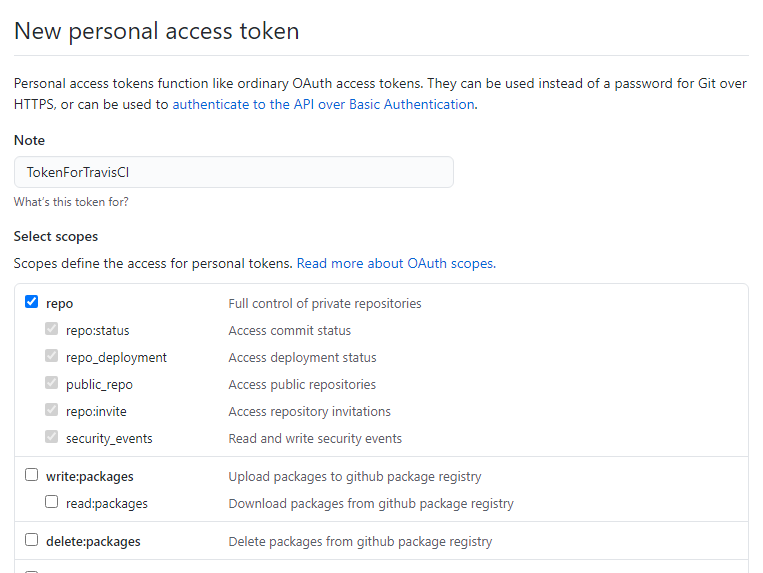 New personal access token
Personal access tokens function like ordinary OAuth access tokens. They can be used instead of a password for Git over
HTTPS, or can be used to authenticate to the API over Basic Authentication.
Note
TokenForTravisCI
What's this token for?
Select scopes
Scopes define the access for personal tokens. Read more about OAuth scopes.
repo Full control of private repositories
repo:status Access commit status
repo_deployment Access deployment status
public_repo Access public repositories
repo:invite Access repository invitations
security_events Read and write security events
write:packages Upload packages to github package registry
read:packages Download packages from github package registry
delete:packages Delete packages from github package registry